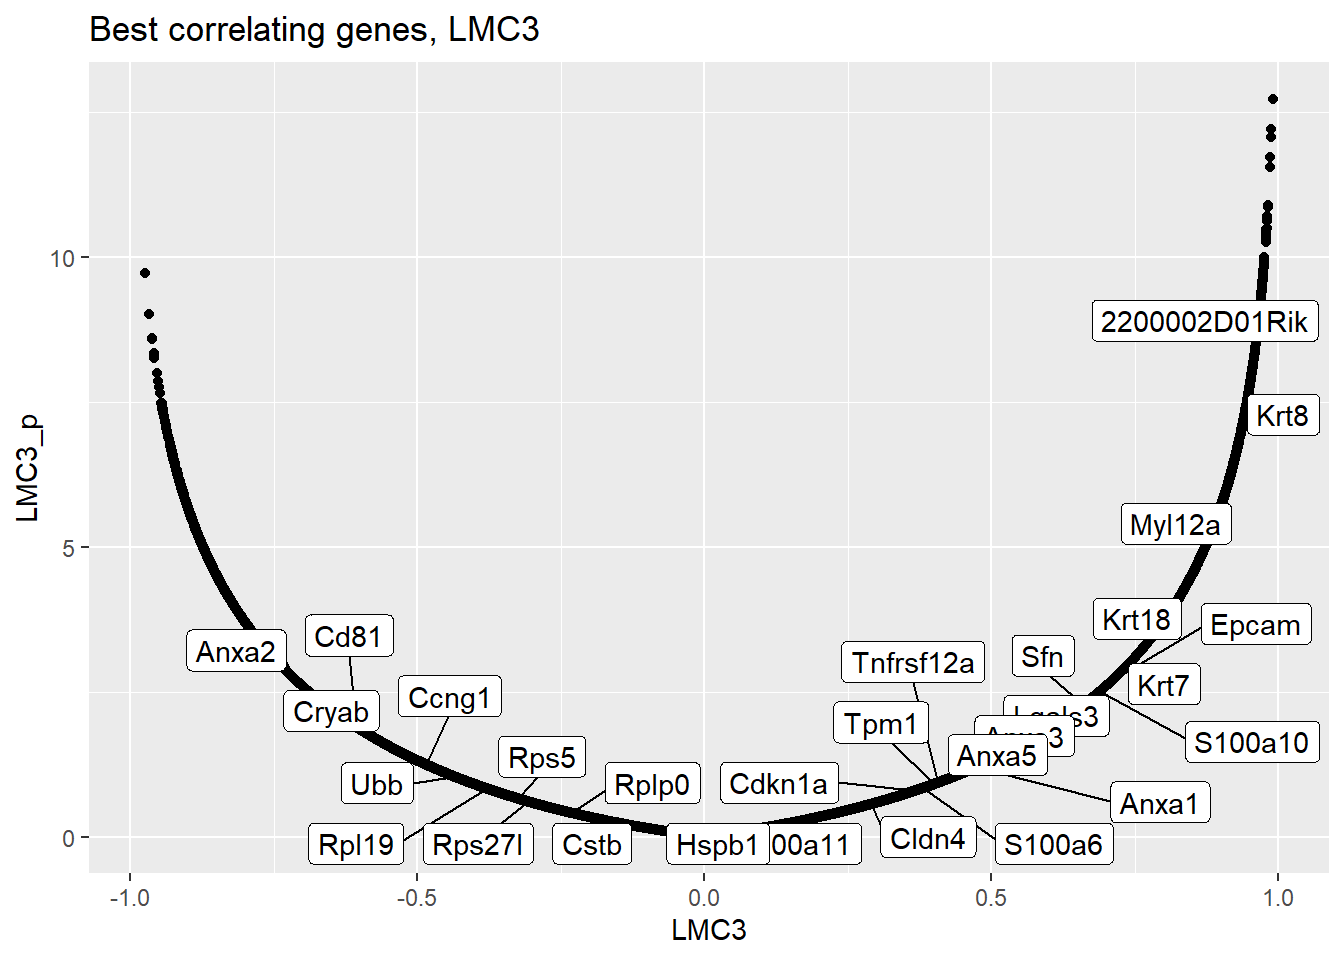 Best correlating genes, LMC3
LMC3_p
10
5
0
2200002D01Rik
Krt8
Myl12a
Krt18
Epcam
Cd81
Anxa2
Tnfrsf12a
Sfn
Krt7
Ccng1
Cryab
Tpm1
S100a10
Rps5
Anxa5
Ubb
Rplp0
Cdkn1a
Anxa1
Rpl19
Rps27l
Cstb
Hspb1
00a11
Cldn4
S100a6
-1.0
-0.5
0.0
0.5
1.0
LMC3